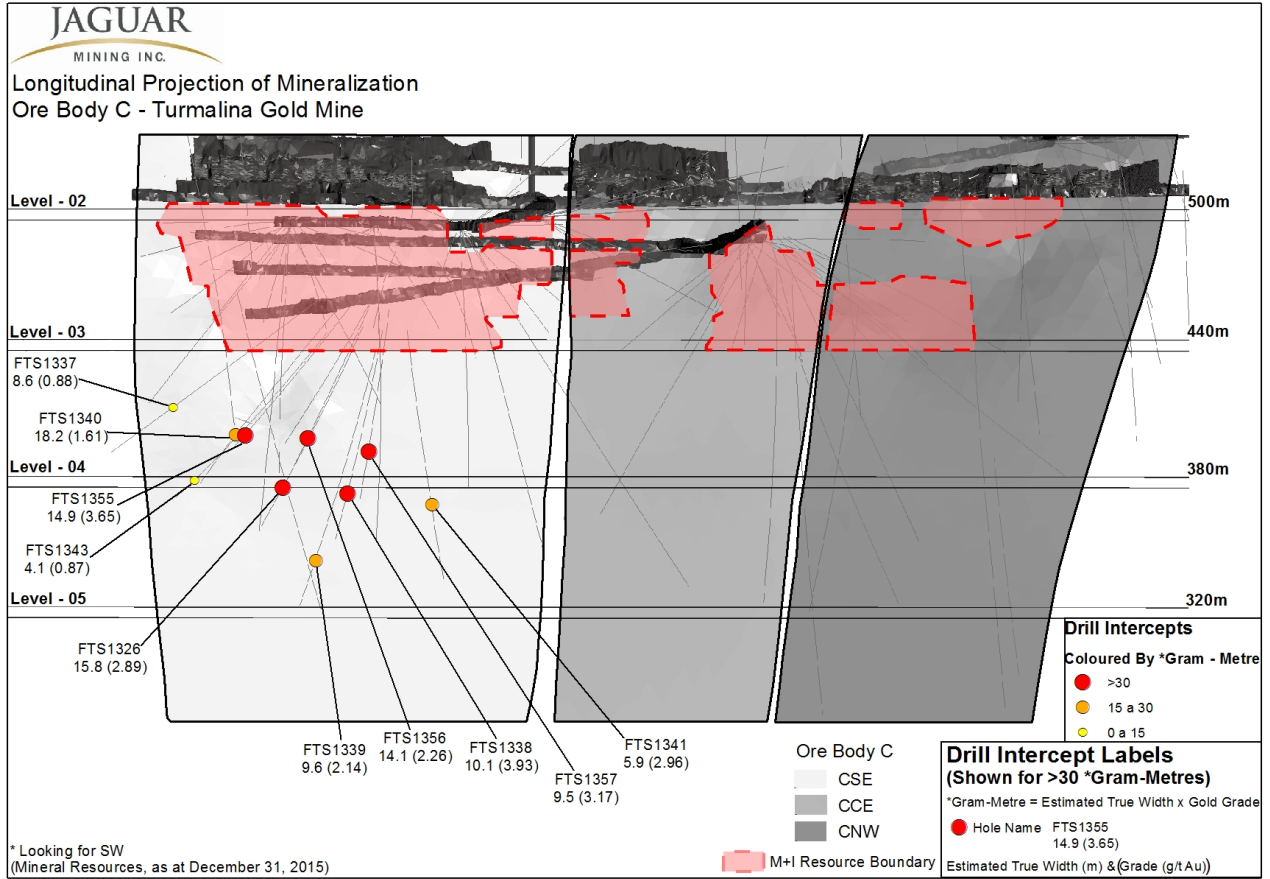 JAGUAR
MINING INC.
Longitudinal Projection of Mineralization
Ore Body C - Turmalina Gold Mine
Level - 02
500m
Level - 03
440m
FTS1337
8.6 (0.88)
FTS1340
18.2 (1.61)
Level - 04
380m
FTS1355
14.9 (3.65)
FTS1343
4.1 (0.87)
Level - 05
320m
FTS1326
15.8 (2.89)
FTS1339
9.6 (2.14)
FTS1356
14.1 (2.26)
FTS1338
10.1 (3.93)
FTS1357
9.5 (3.17)
FTS1341
5.9 (2.96)
Drill Intercepts
Coloured By *Gram - Metre
>30
15 a 30
0 a 15
Ore Body C
CSE
CCE
CNW
M+I Resource Boundary
Drill Intercept Labels
(Shown for >30 *Gram-Metres)
*Gram-Metre = Estimated True Width x Gold Grade
Hole Name FTS1355
14.9 (3.65)
Estimated True Width (m) & (Grade (g/t Au))
* Looking for SW
(Mineral Resources, as at December 31, 2015)